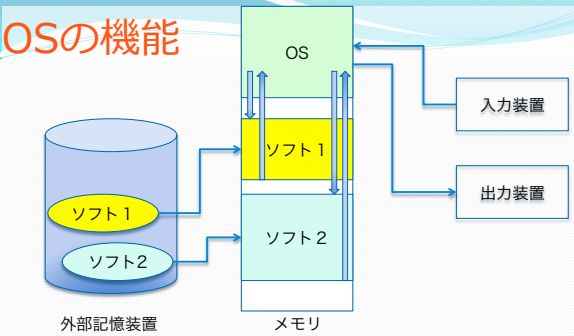 OSの機能
OS
入力装置
ソフト1
出力装置
ソフト1
ソフト2
ソフト2
外部記憶装置
メモリ